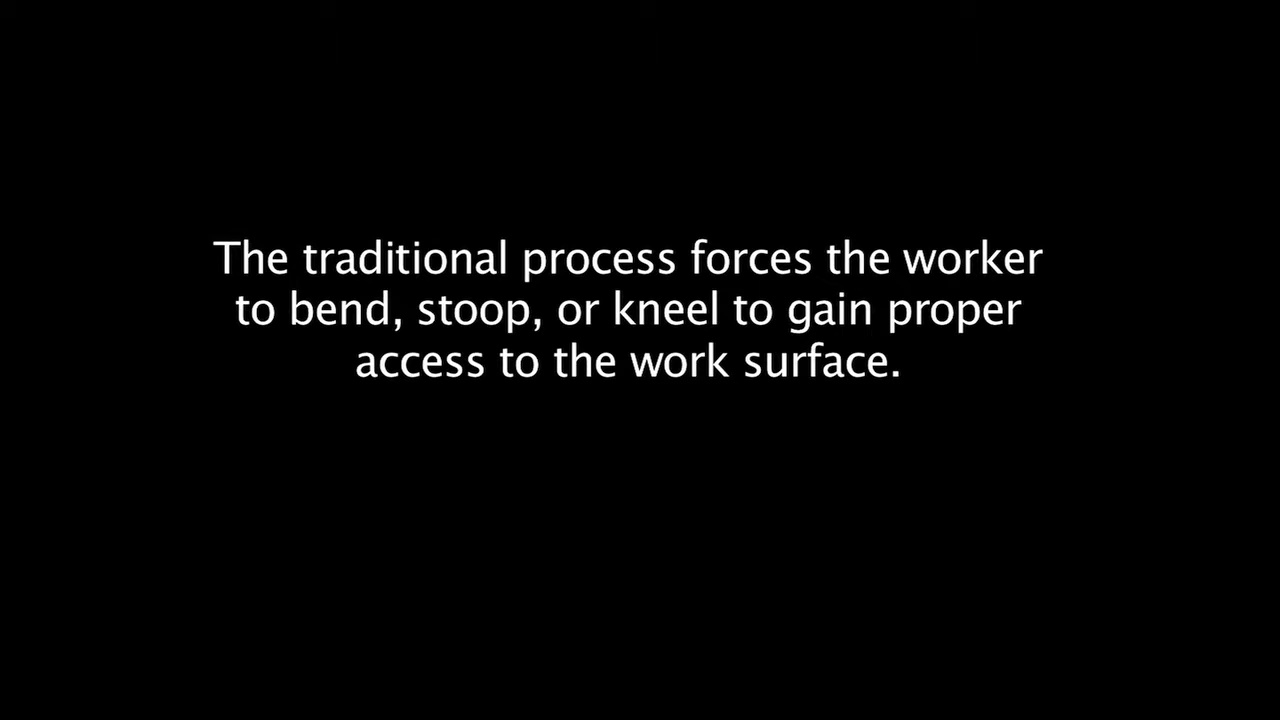 The traditional process forces the worker
to bend, stoop, or kneel to gain proper
access to the work surface.